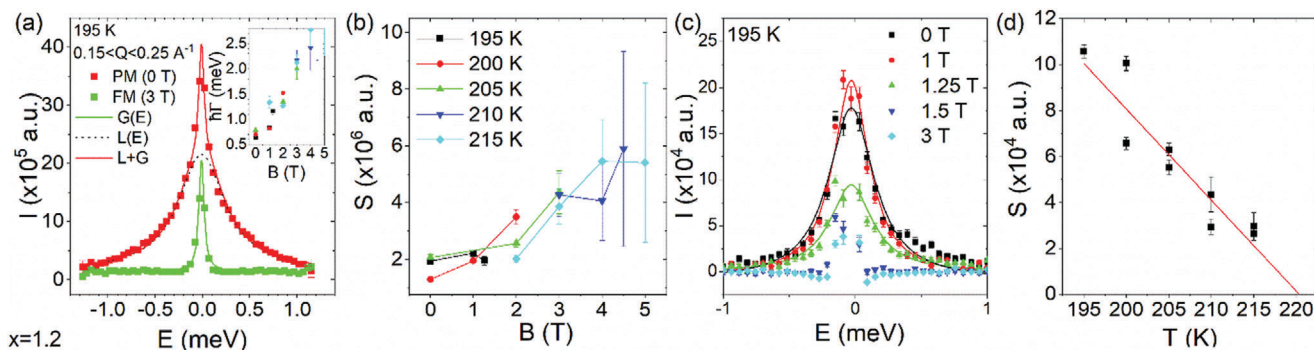 (a)
195 K
0.15<Q<0.25 A⁻¹
PM (0 T)
FM (3 T)
G(E)
L(E)
L+G
I (x10⁵ a.u.)
40
30
20
10
0
-1.0 -0.5 0.0 0.5 1.0
E (meV)
x=1.2
hΓ (meV)
2.5
2.0
1.5
1.0
0.5
0 1 2 3 4 5
B (T)
(b)
S (x10⁶ a.u.)
10
8
6
4
2
0
195 K
200 K
205 K
210 K
215 K
0 1 2 3 4 5
B (T)
(c)
195 K
I (x10⁴ a.u.)
25
20
15
10
5
0
0 T
1 T
1.25 T
1.5 T
3 T
-1 0 1
E (meV)
(d)
S (x10⁴ a.u.)
12
10
8
6
4
2
0
195 200 205 210 215 220
T (K)